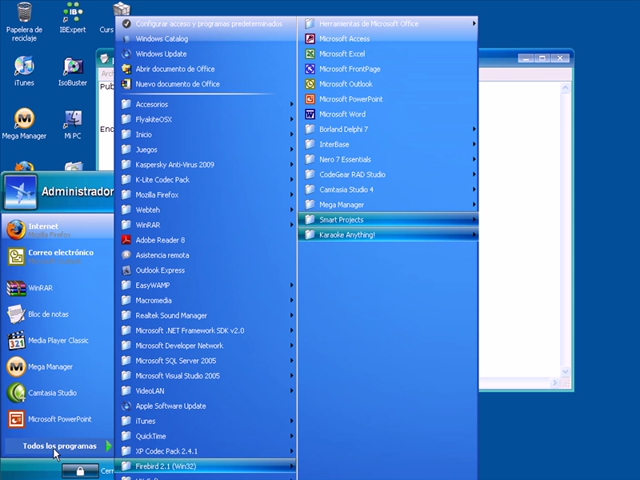 Papelera de
reciclaje
IBExpert
Curs
iTunes
IsoBuster
Mega Manager
Mi PC
Arch
Pub
Enc
Administrador
Internet
Mozilla Firefox
Correo electrónico
WinRAR
Bloc de notas
Media Player Classic
Mega Manager
Camtasia Studio
Microsoft PowerPoint
Todos los programas
Cerr
Configurar acceso y programas predeterminados
Windows Catalog
Windows Update
Abrir documento de Office
Nuevo documento de Office
Accesorios
FlyakiteOSX
Inicio
Juegos
Kaspersky Anti-Virus 2009
K-Lite Codec Pack
Mozilla Firefox
Webteh
WinRAR
Adobe Reader 8
Asistencia remota
Outlook Express
EasyWAMP
Macromedia
Realtek Sound Manager
Microsoft .NET Framework SDK v2.0
Microsoft Developer Network
Microsoft SQL Server 2005
Microsoft Visual Studio 2005
VideoLAN
Apple Software Update
iTunes
QuickTime
XP Codec Pack 2.4.1
Firebird 2.1 (Win32)
Herramientas de Microsoft Office
Microsoft Access
Microsoft Excel
Microsoft FrontPage
Microsoft Outlook
Microsoft PowerPoint
Microsoft Word
Borland Delphi 7
InterBase
Nero 7 Essentials
CodeGear RAD Studio
Camtasia Studio 4
Mega Manager
Smart Projects
Karaoke Anything!